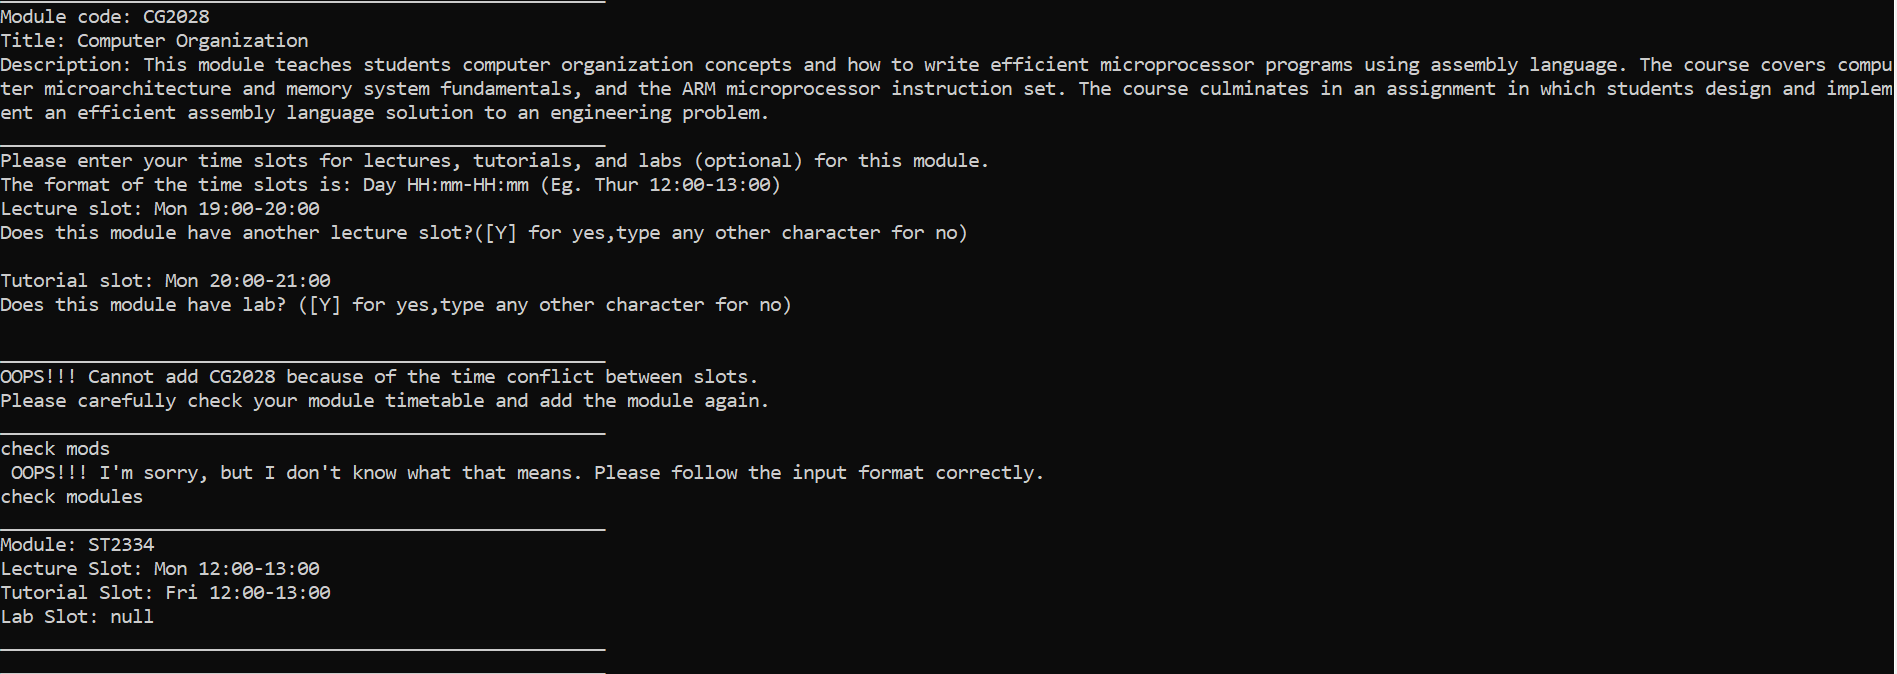 Module code: CG2028
Title: Computer Organization
Description: This module teaches students computer organization concepts and how to write efficient microprocessor programs using assembly language. The course covers compu
ter microarchitecture and memory system fundamentals, and the ARM microprocessor instruction set. The course culminates in an assignment in which students design and implem
ent an efficient assembly language solution to an engineering problem.
Please enter your time slots for lectures, tutorials, and labs (optional) for this module.
The format of the time slots is: Day HH:mm-HH:mm (Eg. Thur 12:00-13:00)
Lecture slot: Mon 19:00-20:00
Does this module have another lecture slot?([Y] for yes,type any other character for no)
Tutorial slot: Mon 20:00-21:00
Does this module have lab? ([Y] for yes,type any other character for no)
OOPS!!! Cannot add CG2028 because of the time conflict between slots.
Please carefully check your module timetable and add the module again.
check mods
OOPS!!! I'm sorry, but I don't know what that means. Please follow the input format correctly.
check modules
Module: ST2334
Lecture Slot: Mon 12:00-13:00
Tutorial Slot: Fri 12:00-13:00
Lab Slot: null